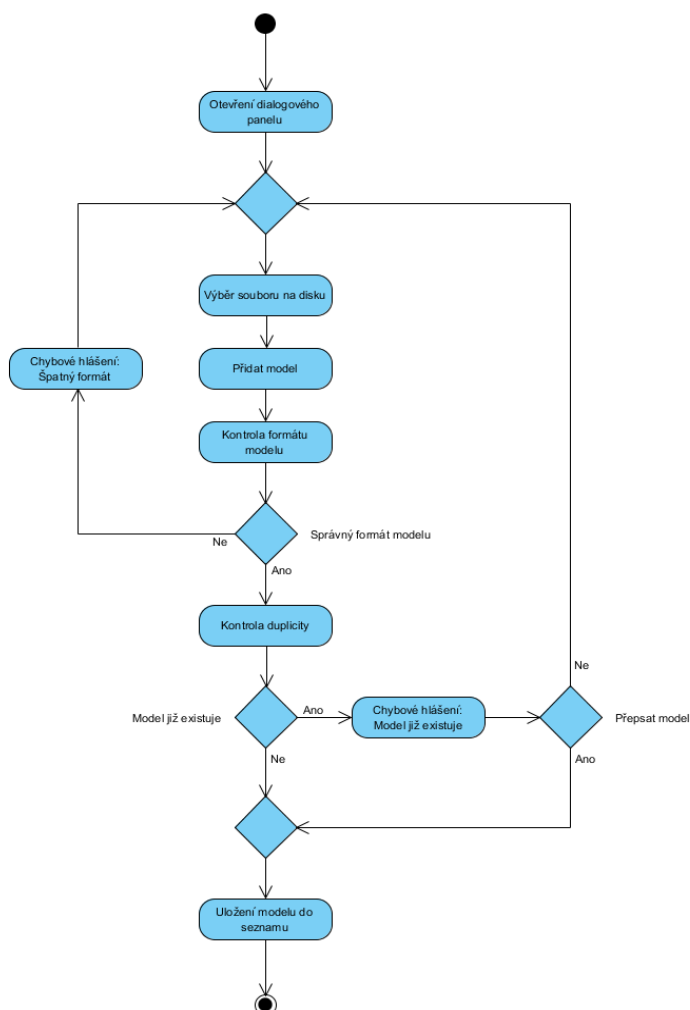 Otevření dialogového
panelu
Výběr souboru na disku
Chybové hlášení:
Špatný formát
Přidat model
Kontrola formátu
modelu
Ne
Správný formát modelu
Ano
Kontrola duplicity
Ne
Model již existuje
Ano
Chybové hlášení:
Model již existuje
Přepsat model
Ne
Ano
Uložení modelu do
seznamu